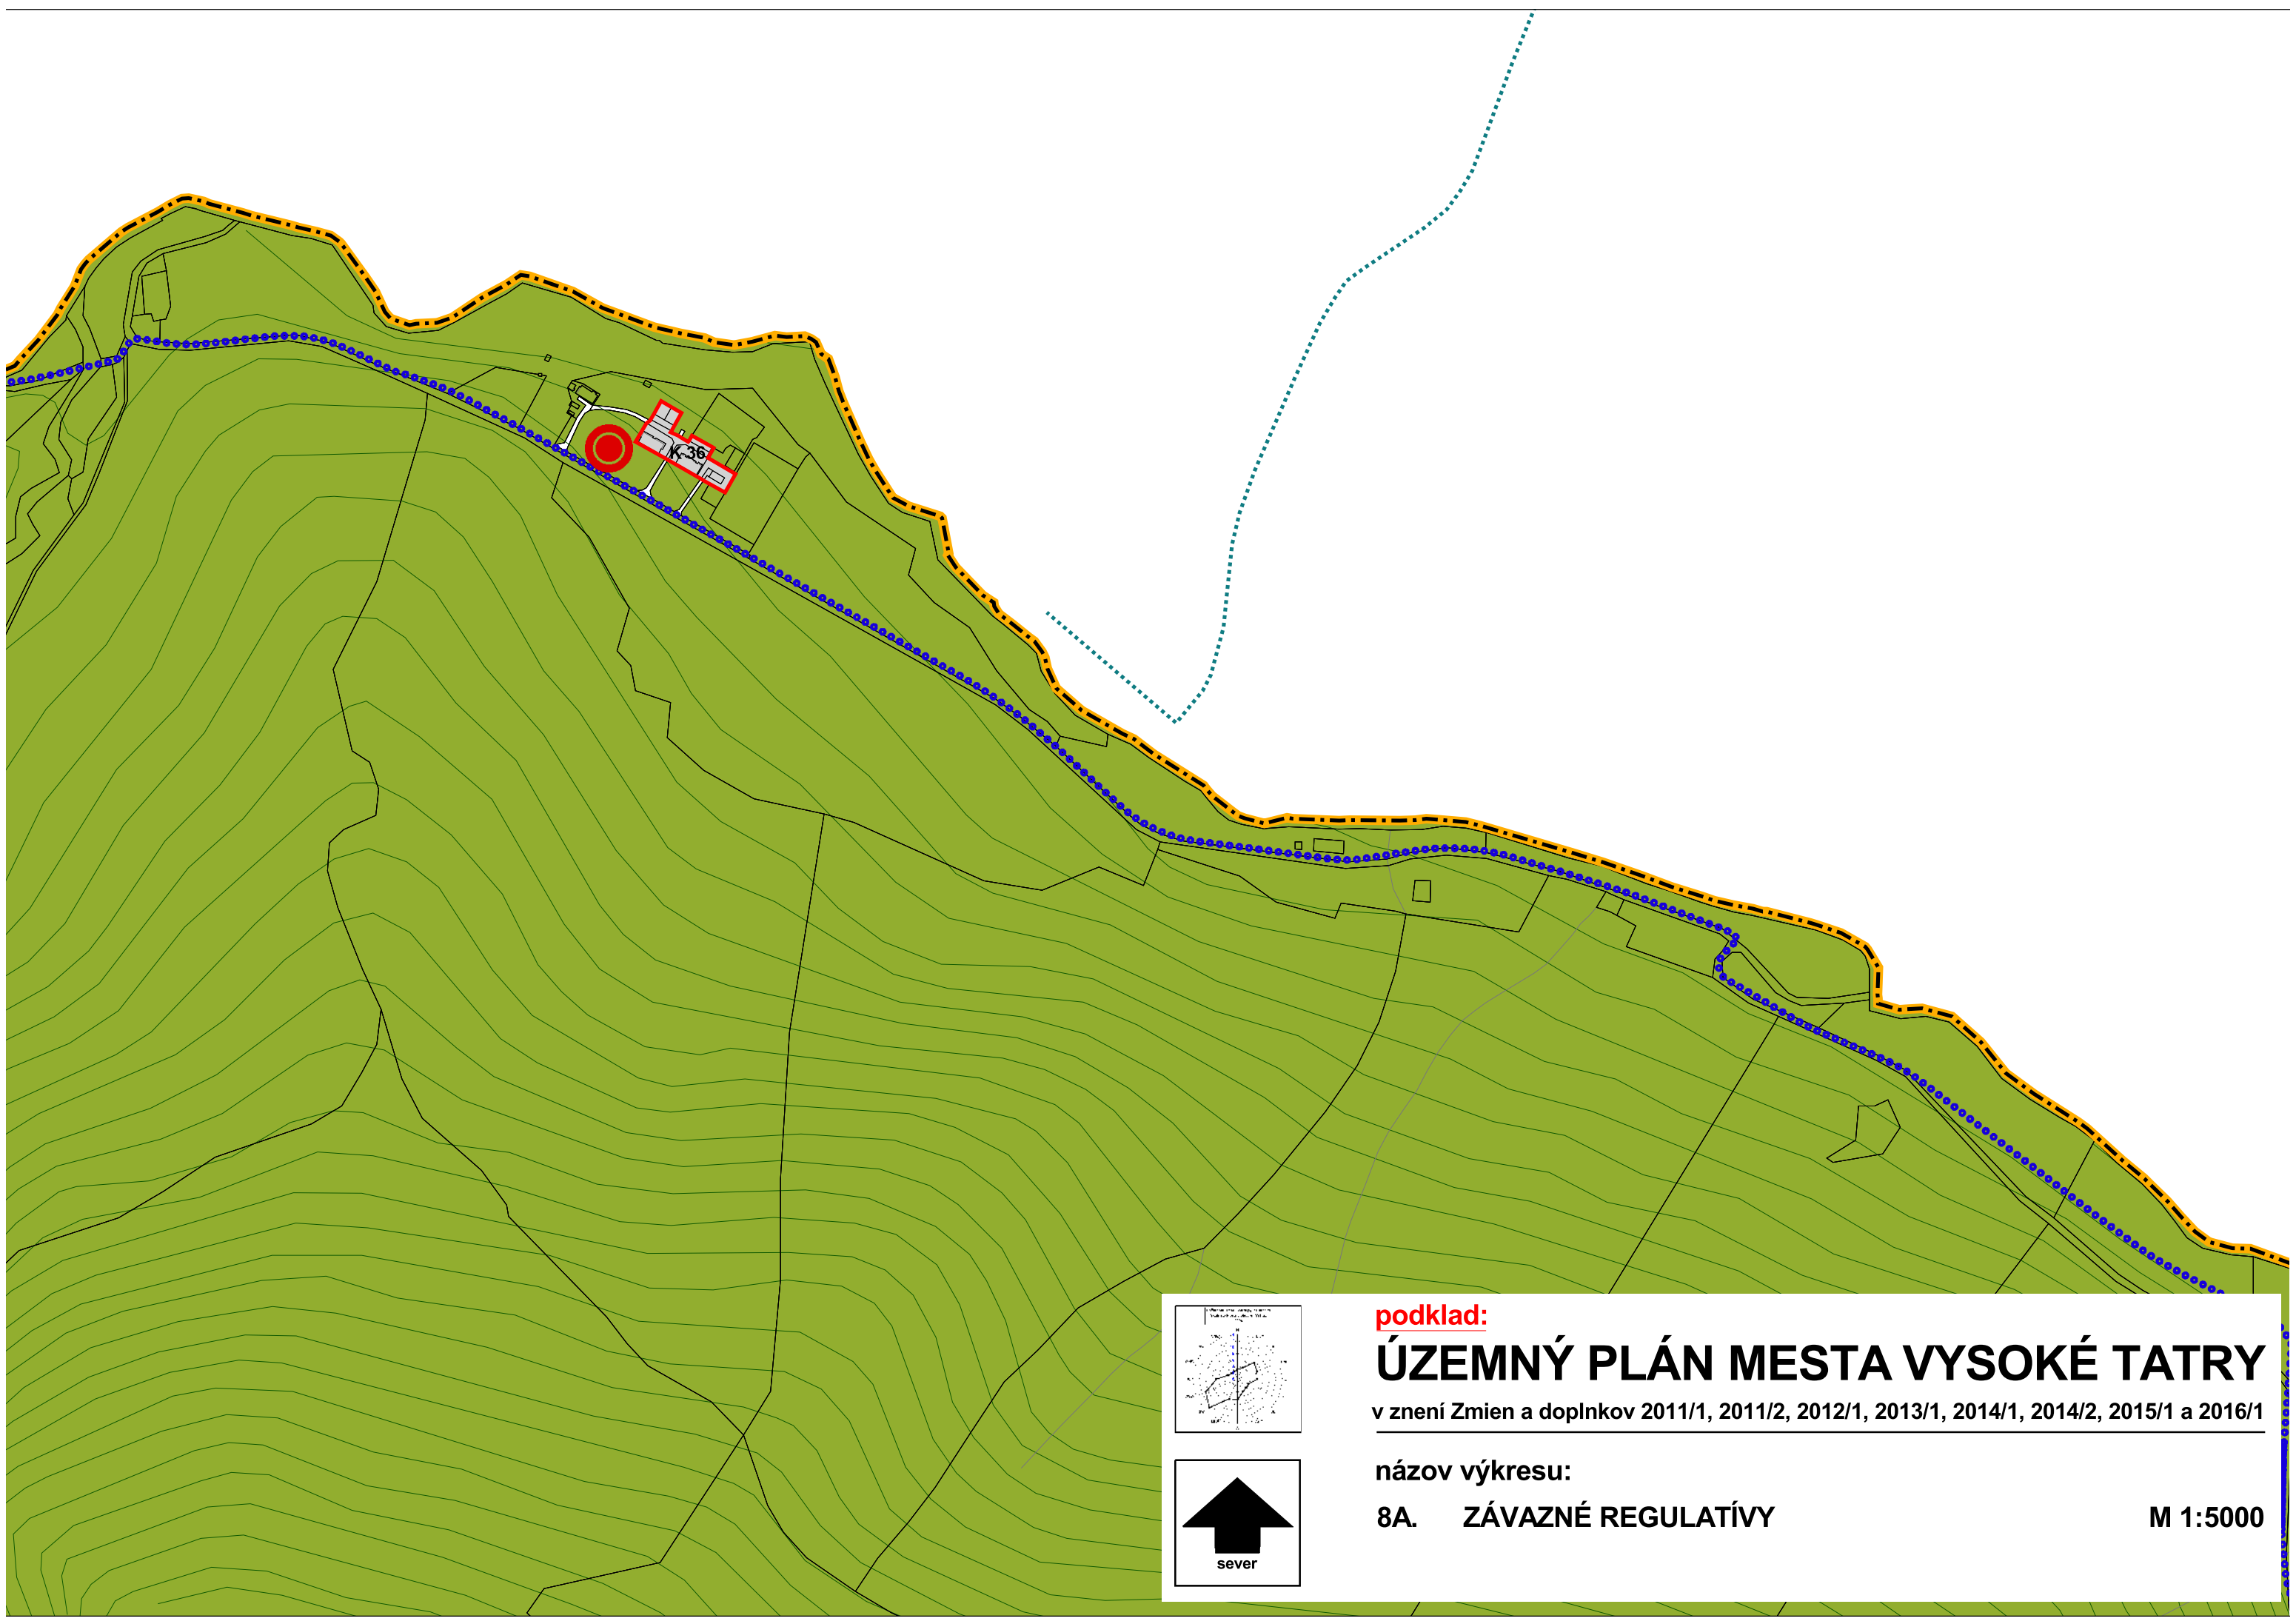 K 36
podklad:
ÚZEMNÝ PLÁN MESTA VYSOKÉ TATRY
v znení Zmien a doplnkov 2011/1, 2011/2, 2012/1, 2013/1, 2014/1, 2014/2, 2015/1 a 2016/1
názov výkresu:
8A. ZÁVAZNÉ REGULATÍVY M 1:5000
sever